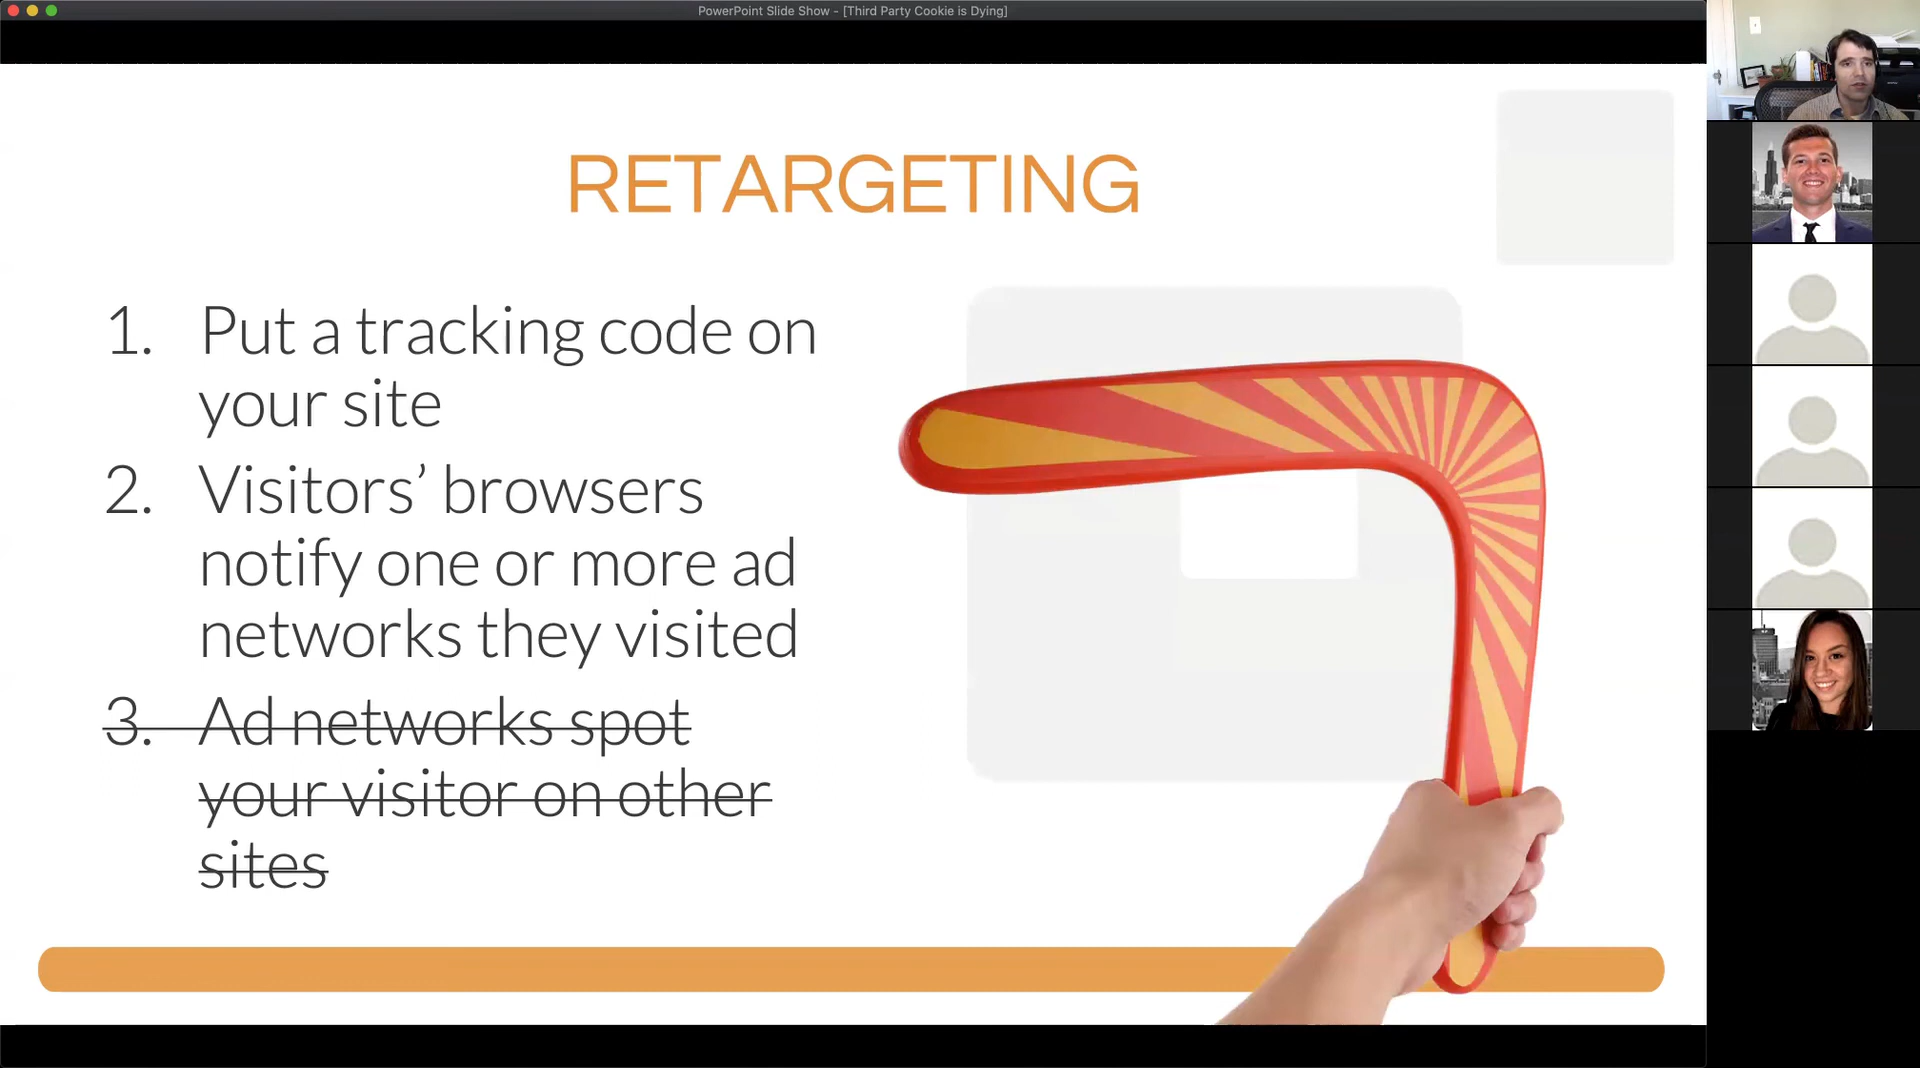 PowerPoint Slide Show - [Third Party Cookie is Dying]
RETARGETING
1. Put a tracking code on
your site
2. Visitors’ browsers
notify one or more ad
networks they visited
3. Ad networks spot
your visitor on other
sites